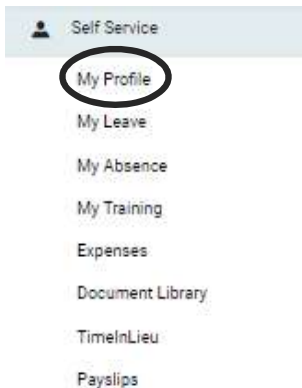 Self Service
My Profile
My Leave
My Absence
My Training
Expenses
Document Library
TimeInLieu
Payslips